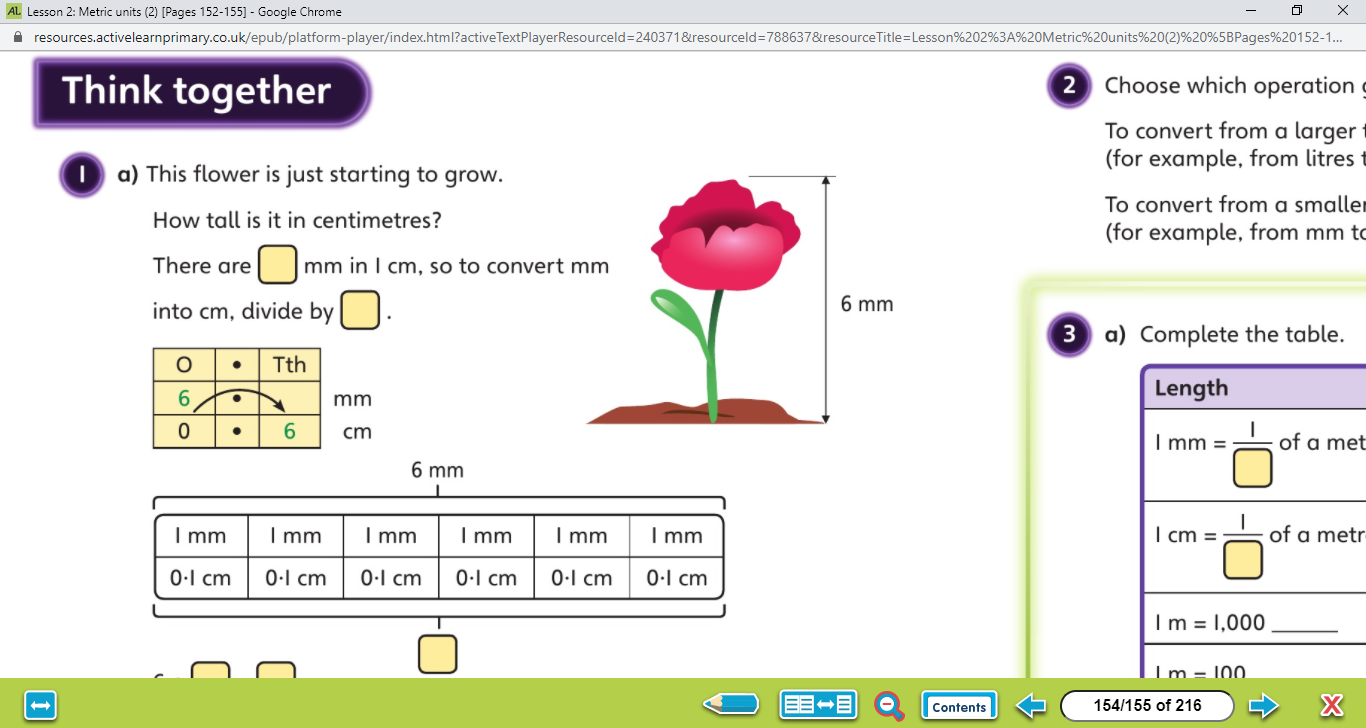 Lesson 2: Metric units (2) [Pages 152-155] - Google Chrome
resources.activelearnprimary.co.uk/epub/platform-player/index.html?activeTextPlayerResourceId=240371&resourceId=788637&resourceTitle=Lesson%202%3A%20Metric%20units%20(2)%20%5BPages%20152-1...
Think together
1 a) This flower is just starting to grow.
How tall is it in centimetres?
There are mm in 1 cm, so to convert mm
into cm, divide by .
O • Tth
6 • mm
0 • 6 cm
6 mm
6 mm
1 mm 1 mm 1 mm 1 mm 1 mm 1 mm
0·1 cm 0·1 cm 0·1 cm 0·1 cm 0·1 cm 0·1 cm
2 Choose which operation
To convert from a larger
(for example, from litres
To convert from a smaller
(for example, from mm to
3 a) Complete the table.
Length
1 mm = 1/ of a met
1 cm = 1/ of a metr
1 m = 1,000 ______
1 m = 100
Contents
154/155 of 216